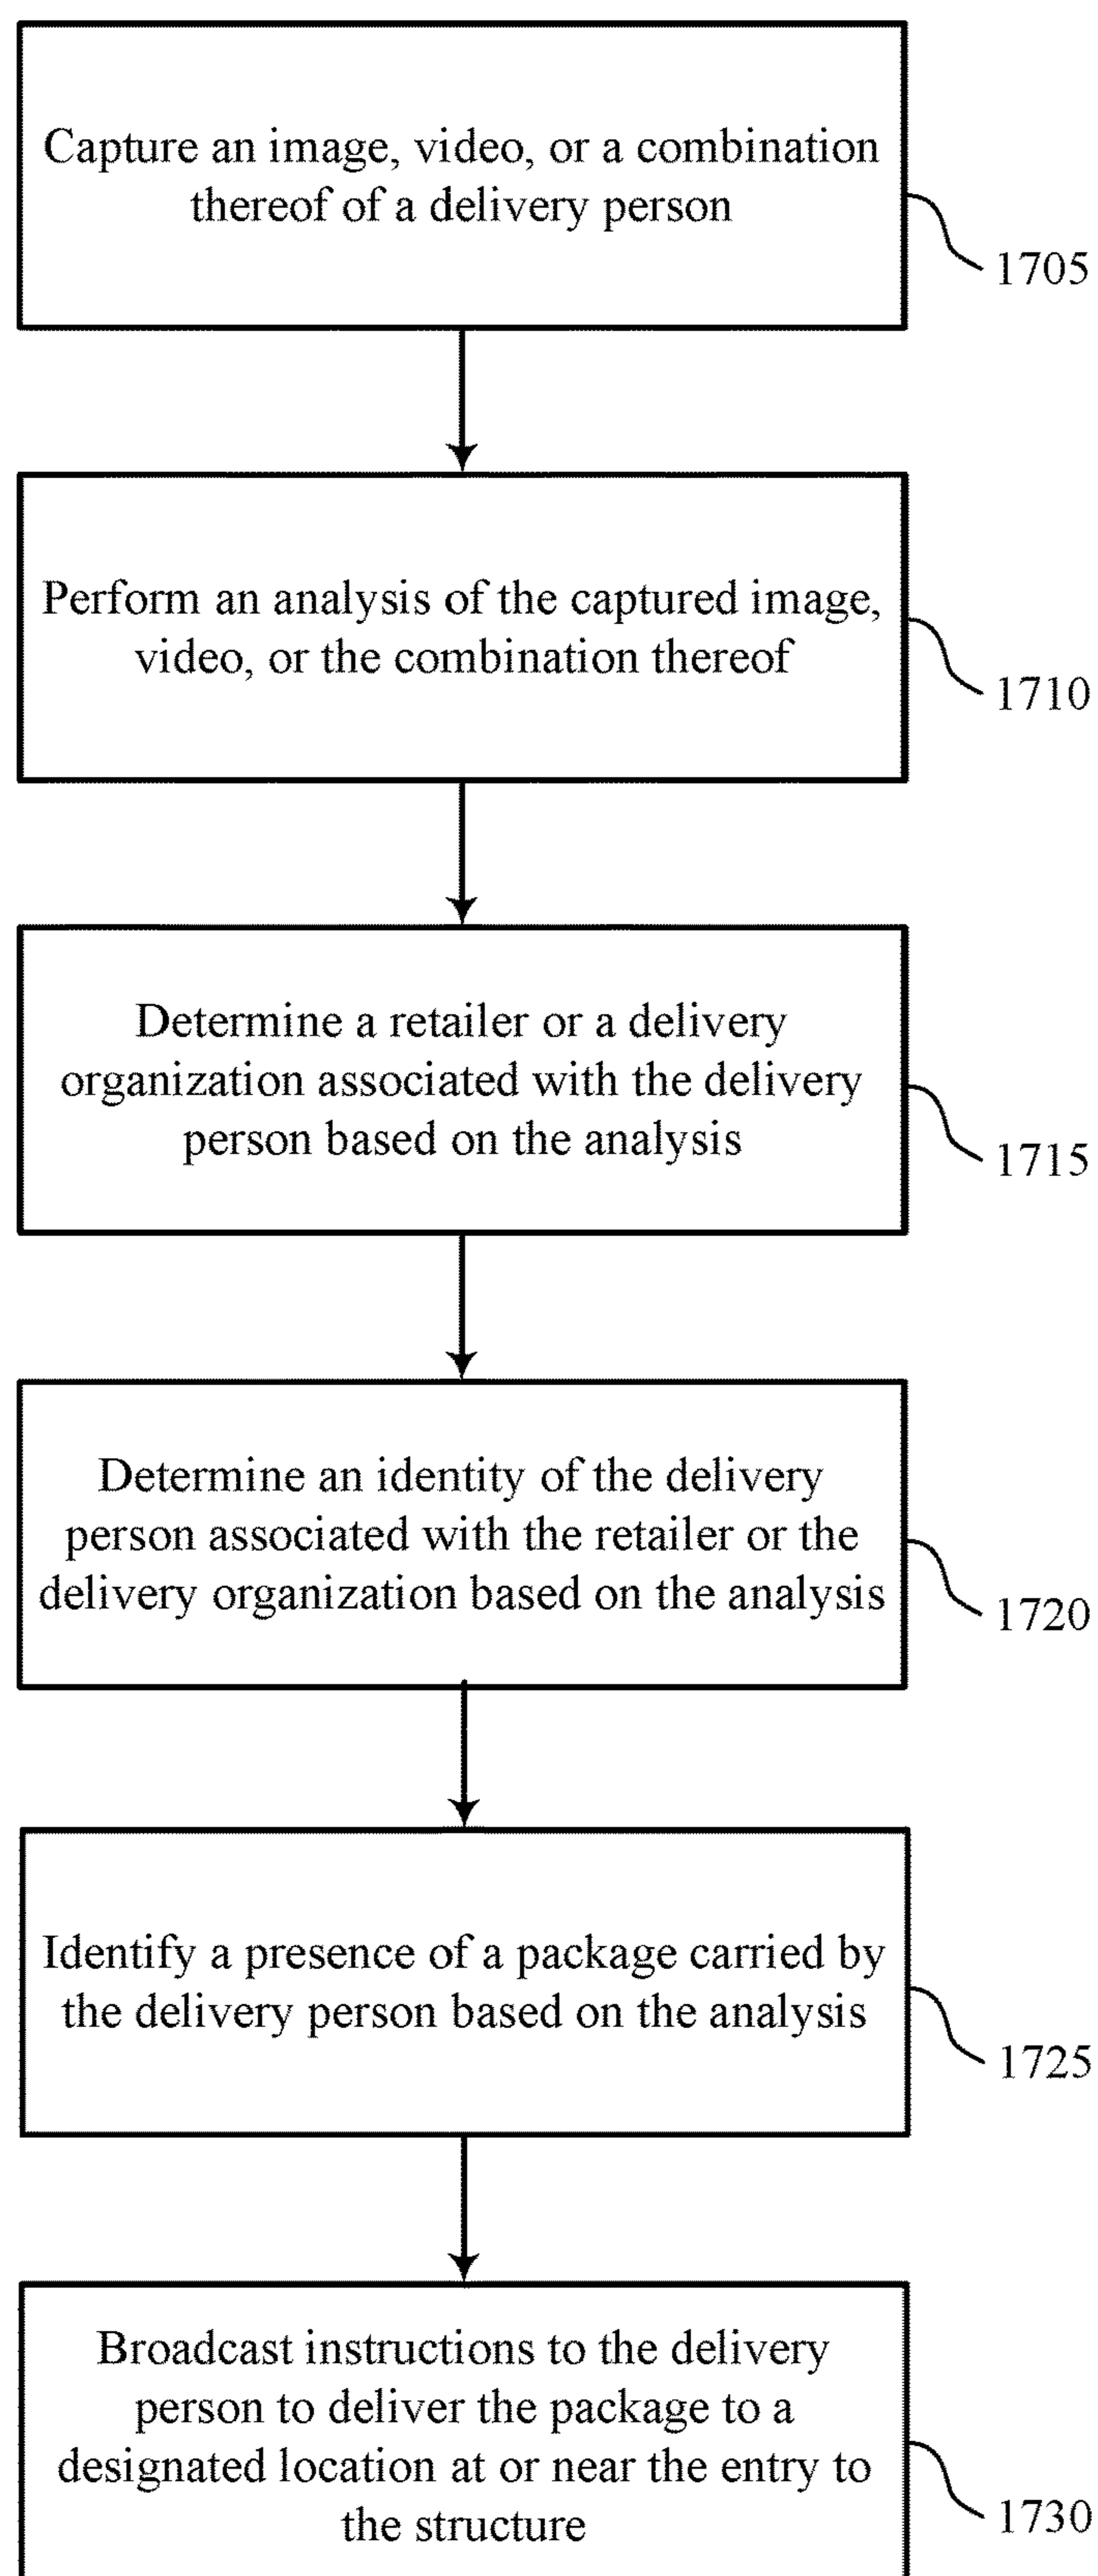 Capture an image, video, or a combination
thereof of a delivery person
1705
Perform an analysis of the captured image,
video, or the combination thereof
1710
Determine a retailer or a delivery
organization associated with the delivery
person based on the analysis
1715
Determine an identity of the delivery
person associated with the retailer or the
delivery organization based on the analysis
1720
Identify a presence of a package carried by
the delivery person based on the analysis
1725
Broadcast instructions to the delivery
person to deliver the package to a
designated location at or near the entry to
the structure
1730